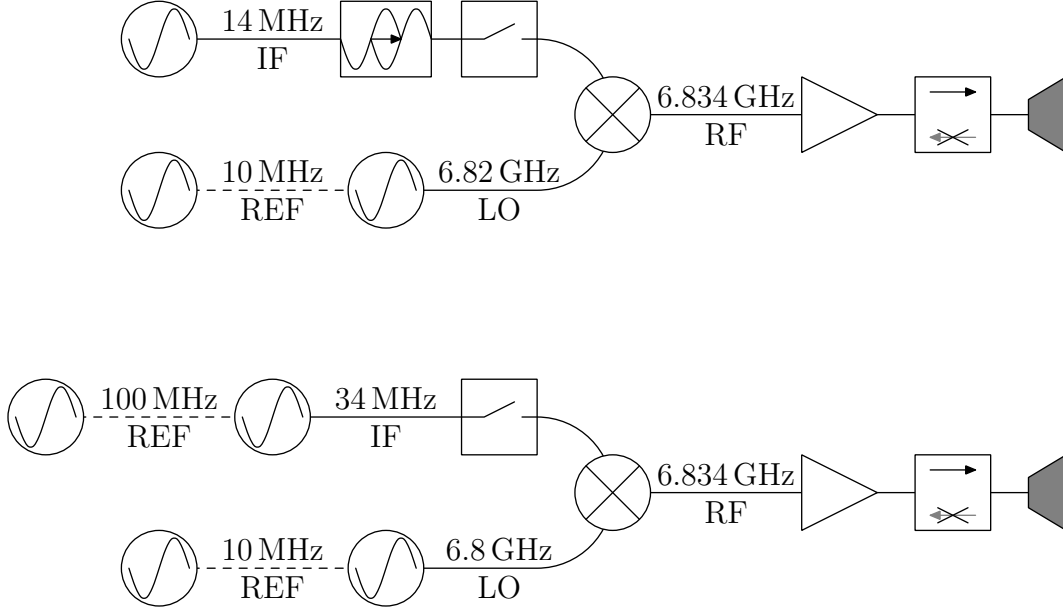 14 MHz
IF
6.834 GHz
RF
10 MHz
REF
6.82 GHz
LO
100 MHz
REF
34 MHz
IF
6.834 GHz
RF
10 MHz
REF
6.8 GHz
LO